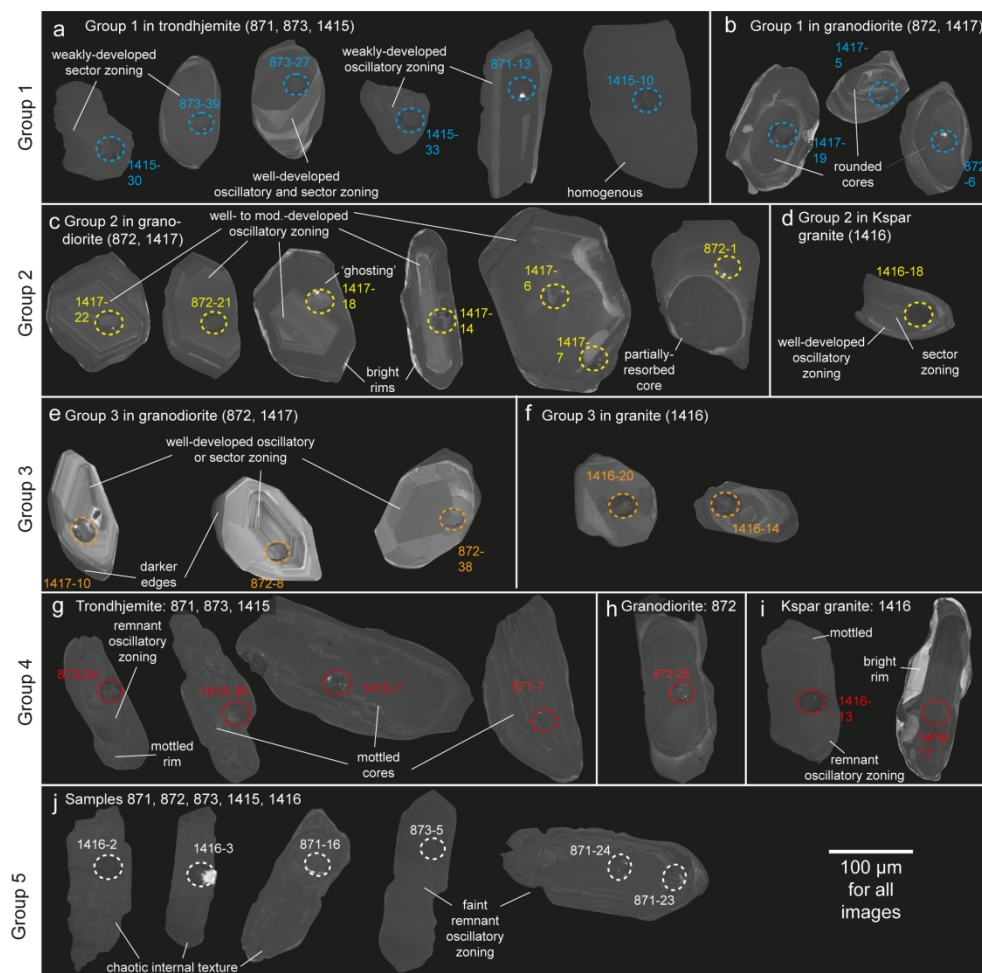 Group 1
a Group 1 in trondhjemite (871, 873, 1415)
weakly-developed
sector zoning
873-39
1415-
30
873-27
well-developed
oscillatory and sector zoning
weakly-developed
oscillatory zoning
1415-
33
871-13
1415-10
homogenous
b Group 1 in granodiorite (872, 1417)
1417-
5
1417-
19
rounded
cores
872
-6
Group 2
c Group 2 in grano-
diorite (872, 1417)
well- to mod.-developed
oscillatory zoning
1417-
22
872-21
'ghosting'
1417-
18
bright
rims
1417-
14
1417-
6
1417-
7
872-1
partially-
resorbed
core
d Group 2 in Kspar
granite (1416)
1416-18
well-developed
oscillatory zoning
sector
zoning
Group 3
e Group 3 in granodiorite (872, 1417)
well-developed oscillatory
or sector zoning
1417-10
darker
edges
872-8
872-
38
f Group 3 in granite (1416)
1416-20
1416-14
Group 4
g Trondhjemite: 871, 873, 1415
remnant
oscillatory
zoning
mottled
rim
1415-1
mottled
cores
871-7
h Granodiorite: 872
872-26
i Kspar granite: 1416
mottled
1416-
13
bright
rim
remnant
oscillatory zoning
Group 5
j Samples 871, 872, 873, 1415, 1416
1416-2
1416-3
871-16
chaotic internal texture
873-5
faint
remnant
oscillatory
zoning
871-24
871-23
100 µm
for all
images